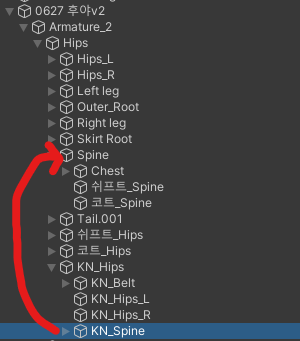 0627 후야v2
Armature_2
Hips
Hips_L
Hips_R
Left leg
Outer_Root
Right leg
Skirt Root
Spine
Chest
쉬프트_Spine
코트_Spine
Tail.001
쉬프트_Hips
코트_Hips
KN_Hips
KN_Belt
KN_Hips_L
KN_Hips_R
KN_Spine